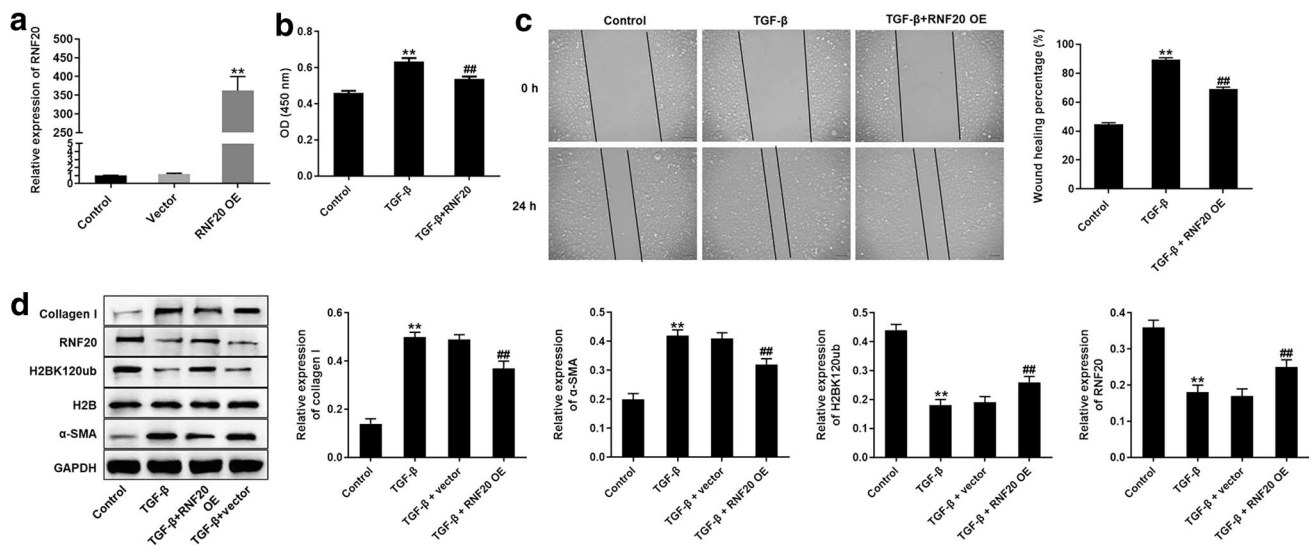 a
Relative expression of RNF20
450
400
350
300
250
5
4
3
2
1
0
**
Control
Vector
RNF20 OE
b
OD (450 nm)
0.6
0.4
0.2
0.0
**
##
Control
TGF-β
TGF-β+RNF20
c
Control
TGF-β
TGF-β+RNF20 OE
0 h
24 h
Wound healing percentage (%)
100
80
60
40
20
0
**
##
Control
TGF-β
TGF-β + RNF20 OE
d
Collagen I
RNF20
H2BK120ub
H2B
α-SMA
GAPDH
Control
TGF-β
TGF-β+RNF20
OE
TGF-β+vector
Relative expression
of collagen I
0.6
0.4
0.2
0.0
**
##
Control
TGF-β
TGF-β + vector
TGF-β + RNF20 OE
Relative expression
of α-SMA
0.5
0.4
0.3
0.2
0.1
0.0
**
##
Control
TGF-β
TGF-β + vector
TGF-β + RNF20 OE
Relative expression
of H2BK120ub
0.5
0.4
0.3
0.2
0.1
0.0
**
##
Control
TGF-β
TGF-β + vector
TGF-β + RNF20 OE
Relative expression
of RNF20
0.4
0.3
0.2
0.1
0.0
**
##
Control
TGF-β
TGF-β + vector
TGF-β + RNF20 OE